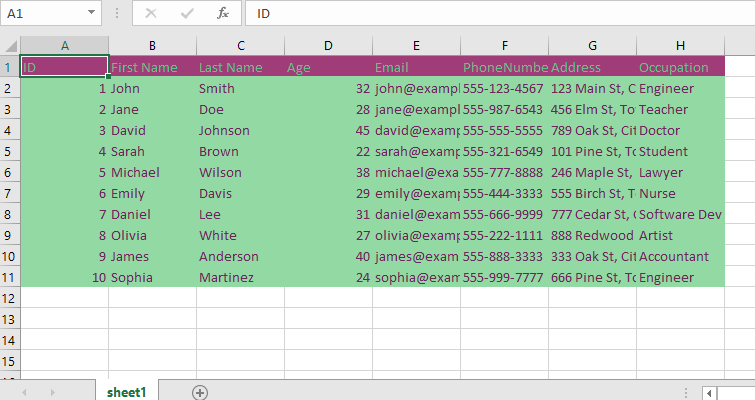 A1 fx ID
A B C D E F G H
1 ID First Name Last Name Age Email PhoneNumbe Address Occupation
2 1 John Smith 32 john@exampl 555-123-4567 123 Main St, C Engineer
3 2 Jane Doe 28 jane@exampl 555-987-6543 456 Elm St, To Teacher
4 3 David Johnson 45 david@examp 555-555-5555 789 Oak St, Cit Doctor
5 4 Sarah Brown 22 sarah@examp 555-321-6549 101 Pine St, To Student
6 5 Michael Wilson 38 michael@exa 555-777-8888 246 Maple St, Lawyer
7 6 Emily Davis 29 emily@examp 555-444-3333 555 Birch St, T Nurse
8 7 Daniel Lee 31 daniel@exam 555-666-9999 777 Cedar St, Software Dev
9 8 Olivia White 27 olivia@examp 555-222-1111 888 Redwood Artist
10 9 James Anderson 40 james@exam 555-888-3333 333 Oak St, Cit Accountant
11 10 Sophia Martinez 24 sophia@exam 555-999-7777 666 Pine St, To Engineer
12
13
14
15
sheet1